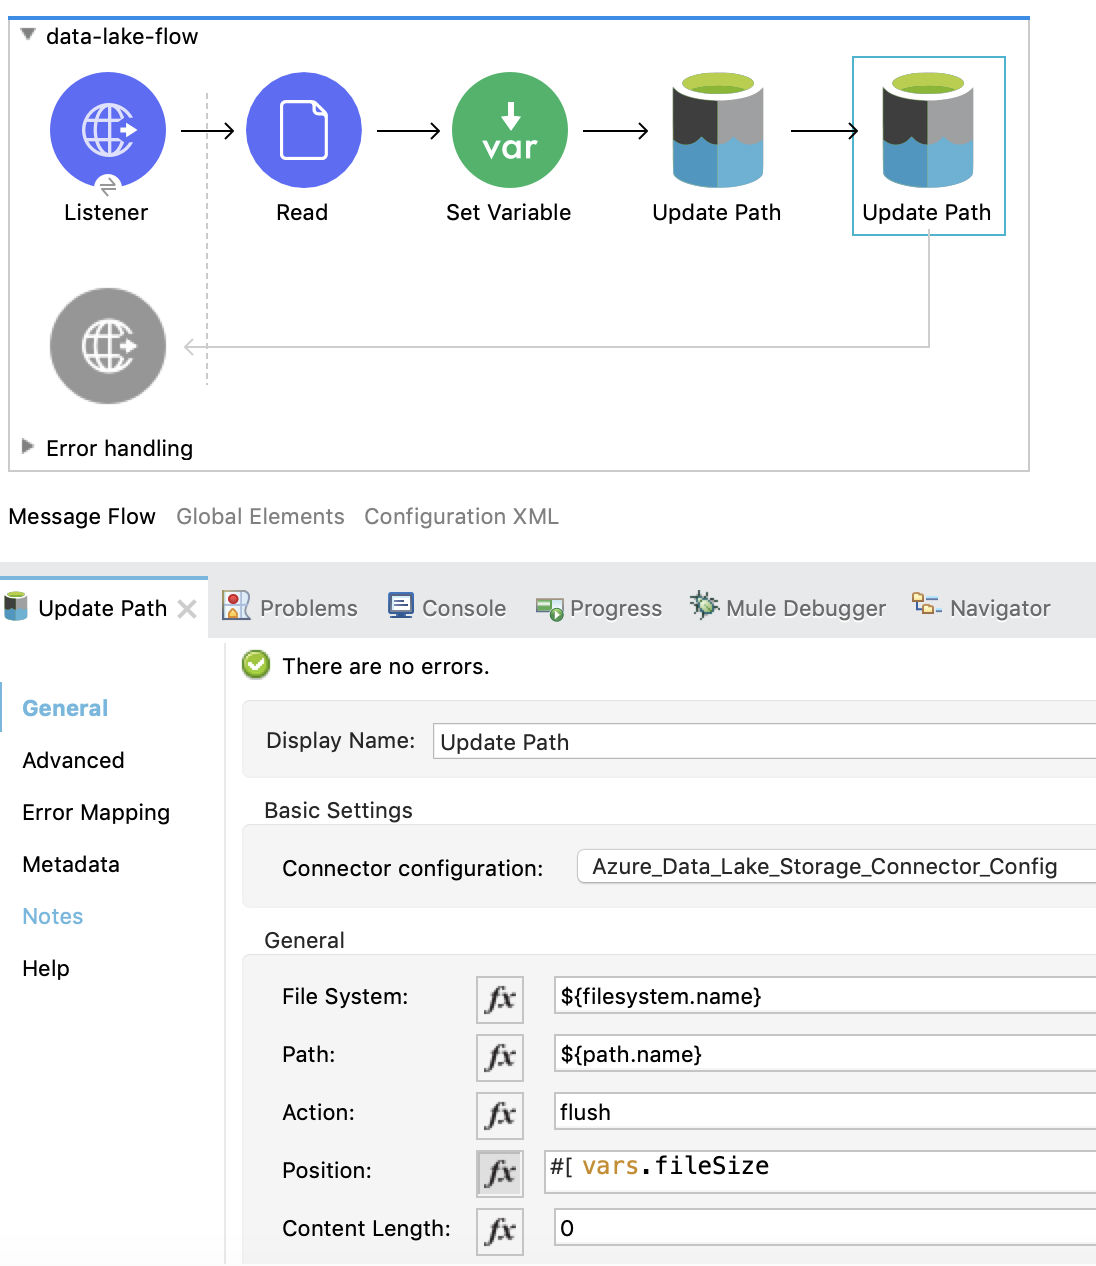 data-lake-flow
var
Listener Read Set Variable Update Path Update Path
Error handling
Message Flow Global Elements Configuration XML
Update Path Problems Console Progress Mule Debugger Navigator
There are no errors.
General
Display Name: Update Path
Advanced
Error Mapping
Basic Settings
Metadata
Connector configuration: Azure_Data_Lake_Storage_Connector_Config
Notes
General
Help
File System: fx ${filesystem.name}
Path: fx ${path.name}
Action: fx flush
Position: fx #[ vars.fileSize
Content Length: fx 0